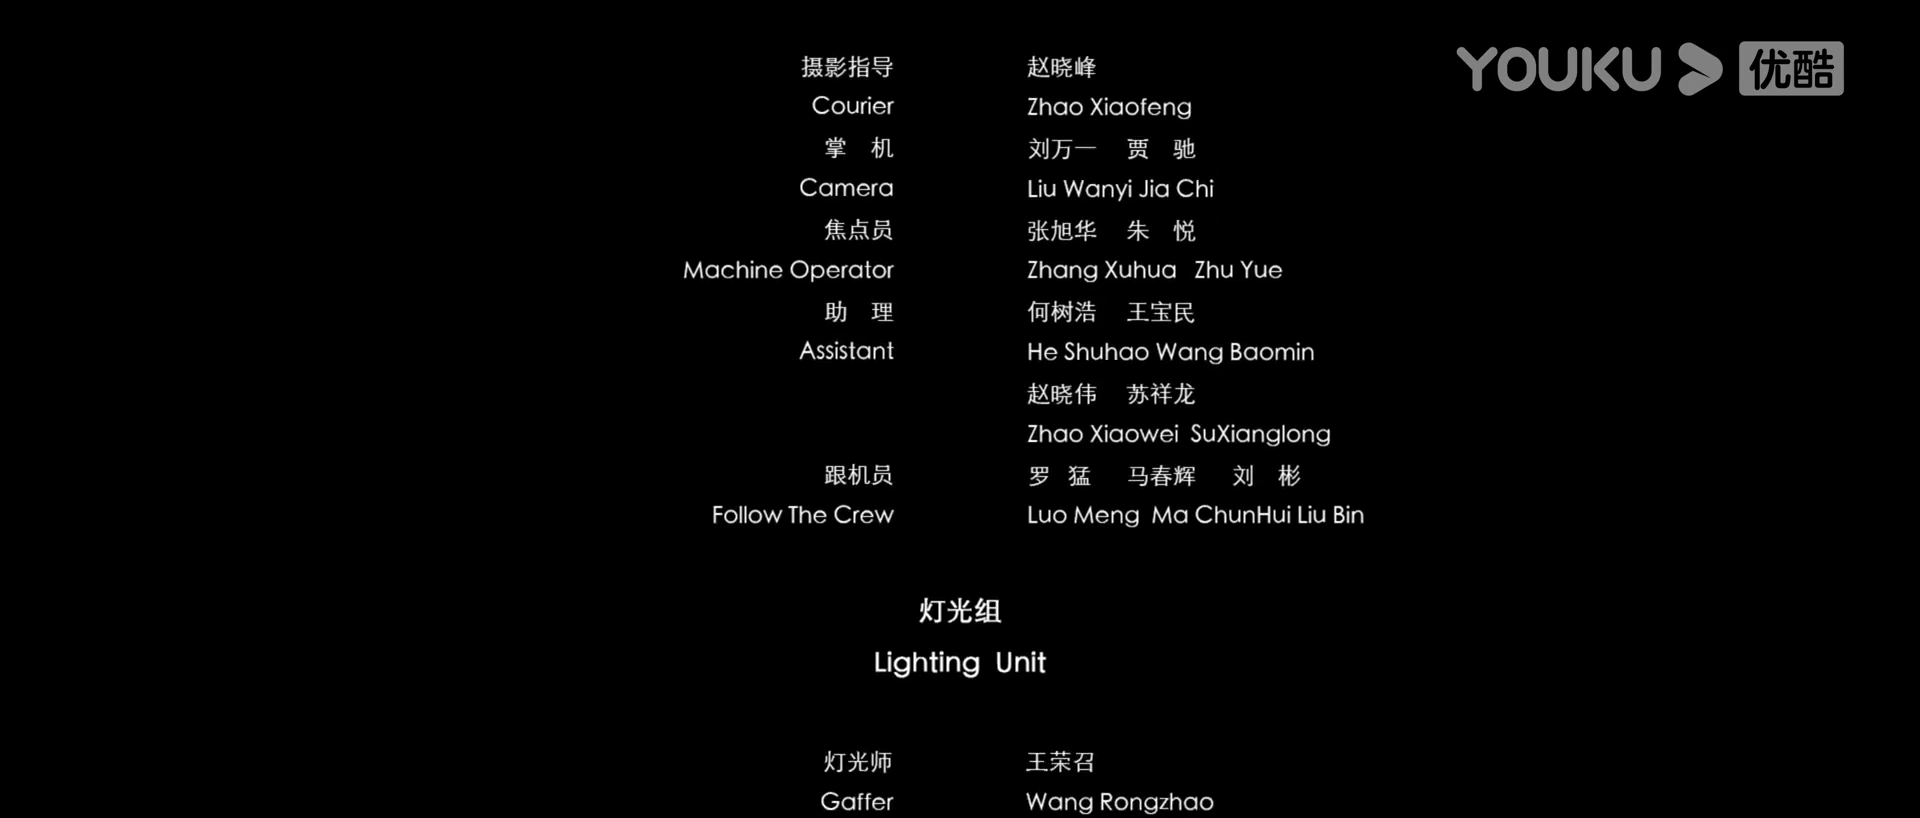 摄影指导 赵晓峰
Courier Zhao Xiaofeng
掌 机 刘万一 贾 驰
Camera Liu Wanyi Jia Chi
焦点员 张旭华 朱 悦
Machine Operator Zhang Xuhua Zhu Yue
助 理 何树浩 王宝民
Assistant He Shuhao Wang Baomin
赵晓伟 苏祥龙
Zhao Xiaowei SuXianglong
跟机员 罗 猛 马春辉 刘 彬
Follow The Crew Luo Meng Ma ChunHui Liu Bin
灯光组
Lighting Unit
灯光师 王荣召
Gaffer Wang Rongzhao
YOUKU 优酷